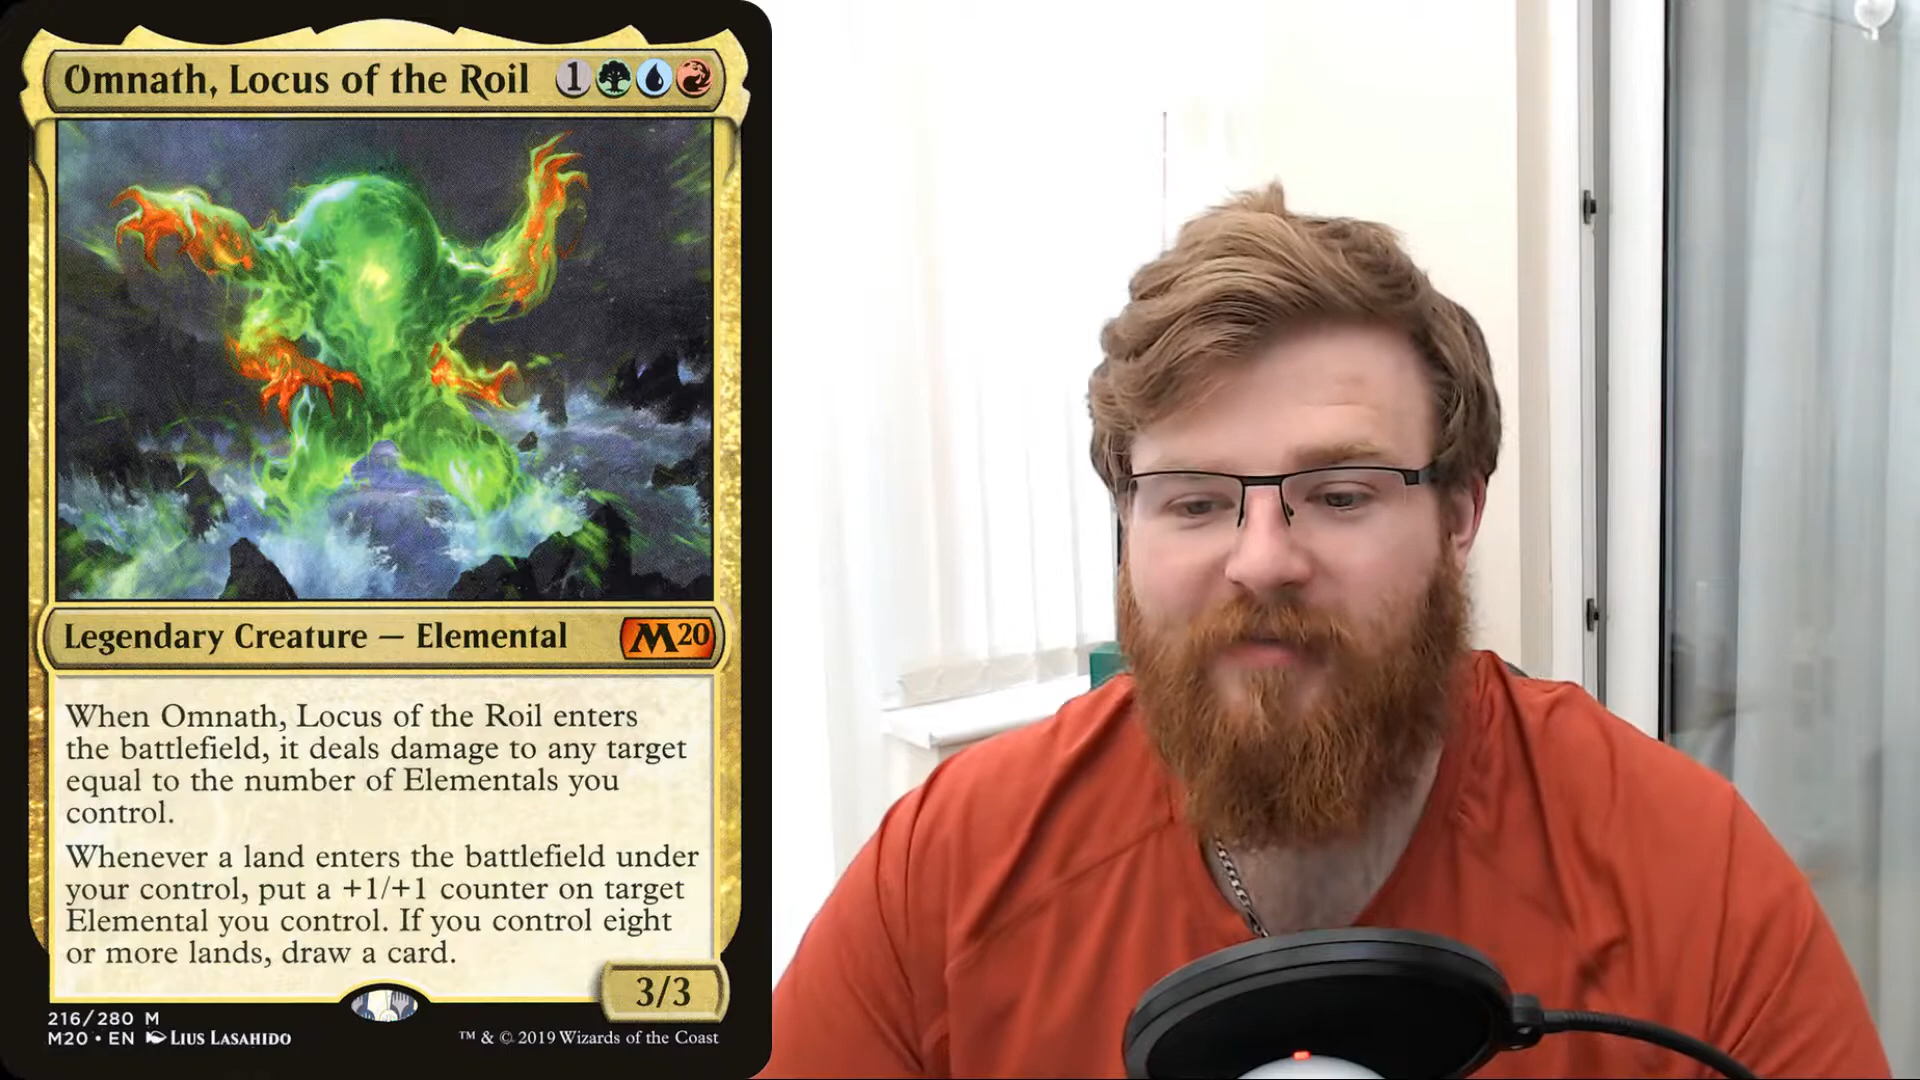 Omnath, Locus of the Roil 1
Legendary Creature — Elemental M20
When Omnath, Locus of the Roil enters
the battlefield, it deals damage to any target
equal to the number of Elementals you
control.
Whenever a land enters the battlefield under
your control, put a +1/+1 counter on target
Elemental you control. If you control eight
or more lands, draw a card.
3/3
216/280 M
M20 • EN Lius Lasahido
™ & © 2019 Wizards of the Coast